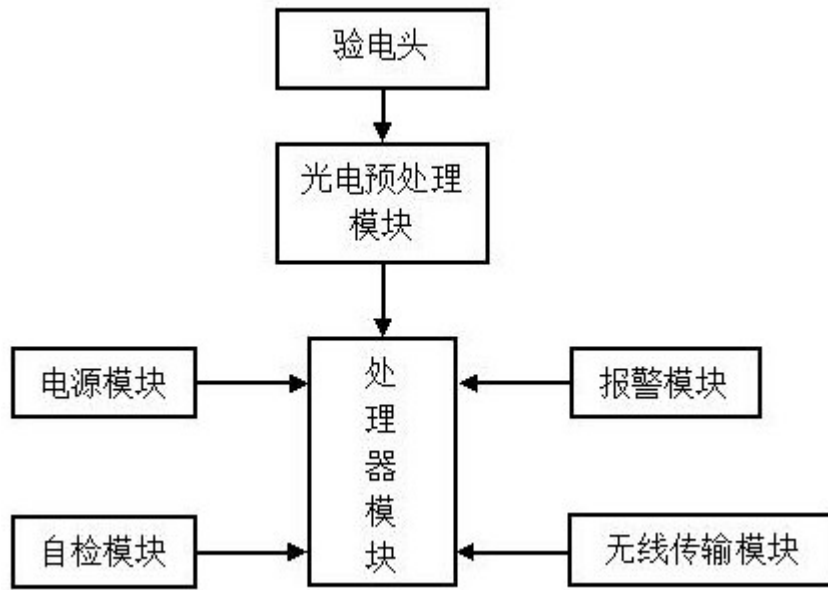 验电头
光电预处理
模块
电源模块
处理器模块
报警模块
自检模块
无线传输模块